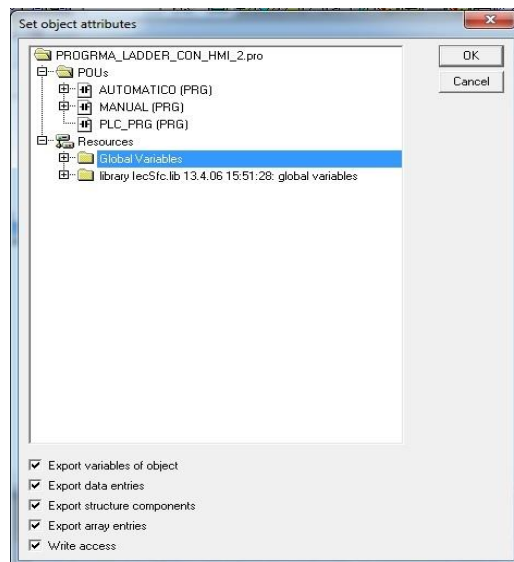 Set object attributes
PROGRMA_LADDER_CON_HMI_2.pro
POUs
AUTOMATICO (PRG)
MANUAL (PRG)
PLC_PRG (PRG)
Resources
Global Variables
library IecSfc.lib 13.4.06 15:51:28: global variables
OK
Cancel
Export variables of object
Export data entries
Export structure components
Export array entries
Write access